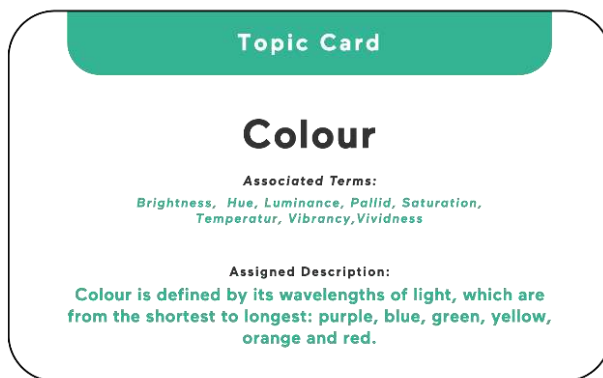 Topic Card
Colour
Associated Terms:
Brightness, Hue, Luminance, Pallid, Saturation,
Temperatur, Vibrancy,Vividness
Assigned Description:
Colour is defined by its wavelengths of light, which are
from the shortest to longest: purple, blue, green, yellow,
orange and red.